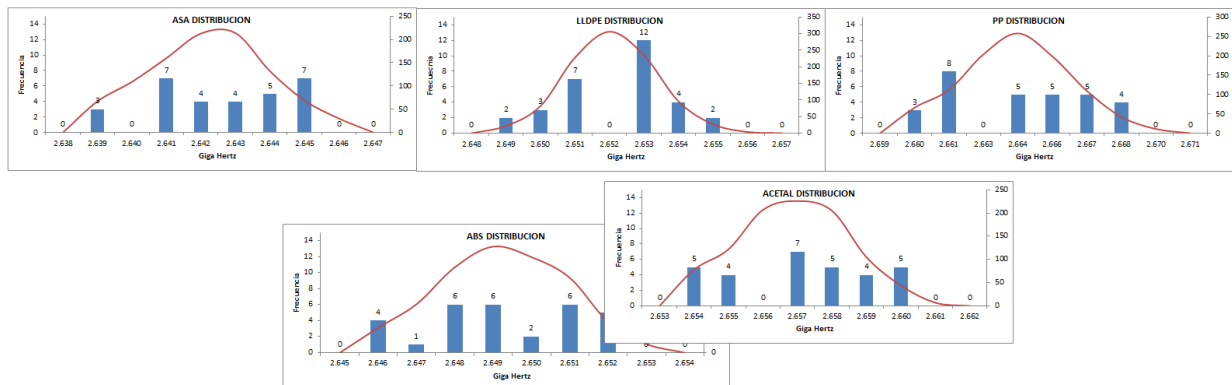 ASA DISTRIBUCION
14 250
12 200
10
8 150
6 100
4
2 50
0 0
Frecuencia
0 3 0 7 4 4 5 7 0 0
2.638 2.639 2.640 2.641 2.642 2.643 2.644 2.645 2.646 2.647
Giga Hertz
LLDPE DISTRIBUCION
14 350
12 300
10 250
8 200
6 150
4 100
2 50
0 0
Frecuesnia
0 2 3 7 0 12 4 2 0 0
2.648 2.649 2.650 2.651 2.652 2.653 2.654 2.655 2.656 2.657
Giga Hertz
PP DISTRIBUTION
14 300
12 250
10 200
8 150
6
4 100
2 50
0 0
Frecuencia
0 3 8 0 5 5 5 4 0 0
2.659 2.660 2.661 2.663 2.664 2.666 2.667 2.668 2.670 2.671
Giga Hertz
ABS DISTRIBUCION
14
12
10
8
6
4
2
0 0
Frecuencia
0 4 1 6 6 2 6
2.645 2.646 2.647 2.648 2.649 2.650 2.651 2.652 2.653 2.654
Giga Hertz
ACETAL DISTRIBUCION
14 250
12 200
10
8 150
6 100
4
2 50
0 0
Frecuencia
0 5 4 0 7 5 4 5 0 0
2.653 2.654 2.655 2.656 2.657 2.658 2.659 2.660 2.661 2.662
Giga Hertz